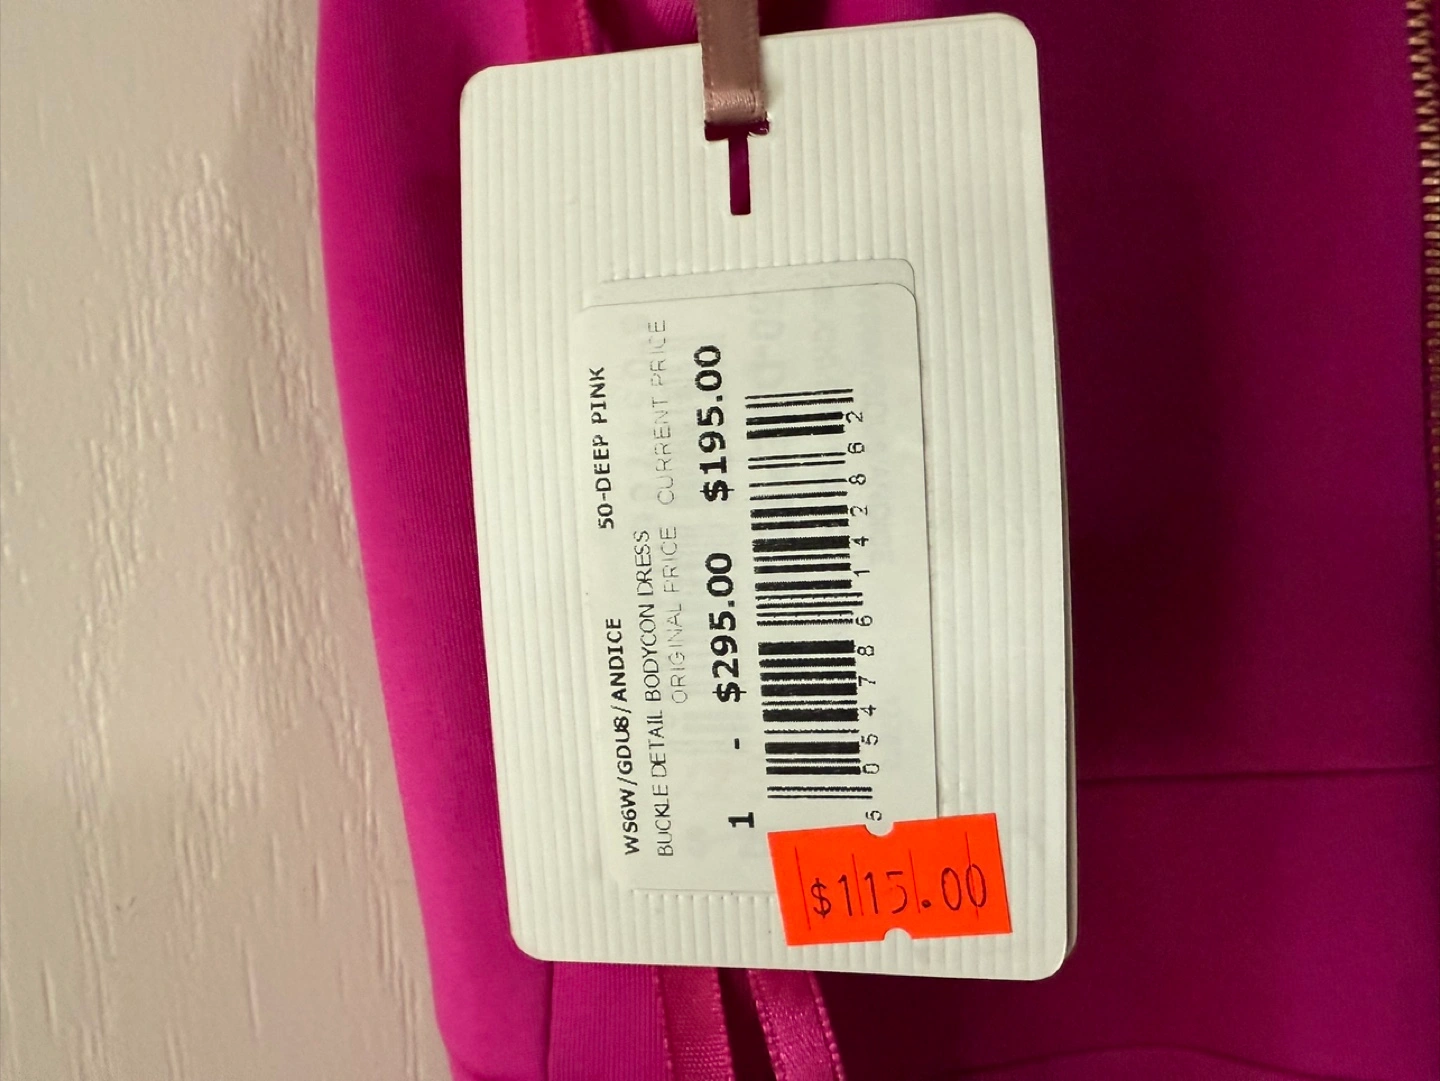 WS6W/GDU8/ANDICE 50-DEEP PINK
BUCKLE DETAIL BODYCON DRESS
ORIGINAL PRICE CURRENT PRICE
1 - $295.00 $195.00
5 054786 142862
$115.00